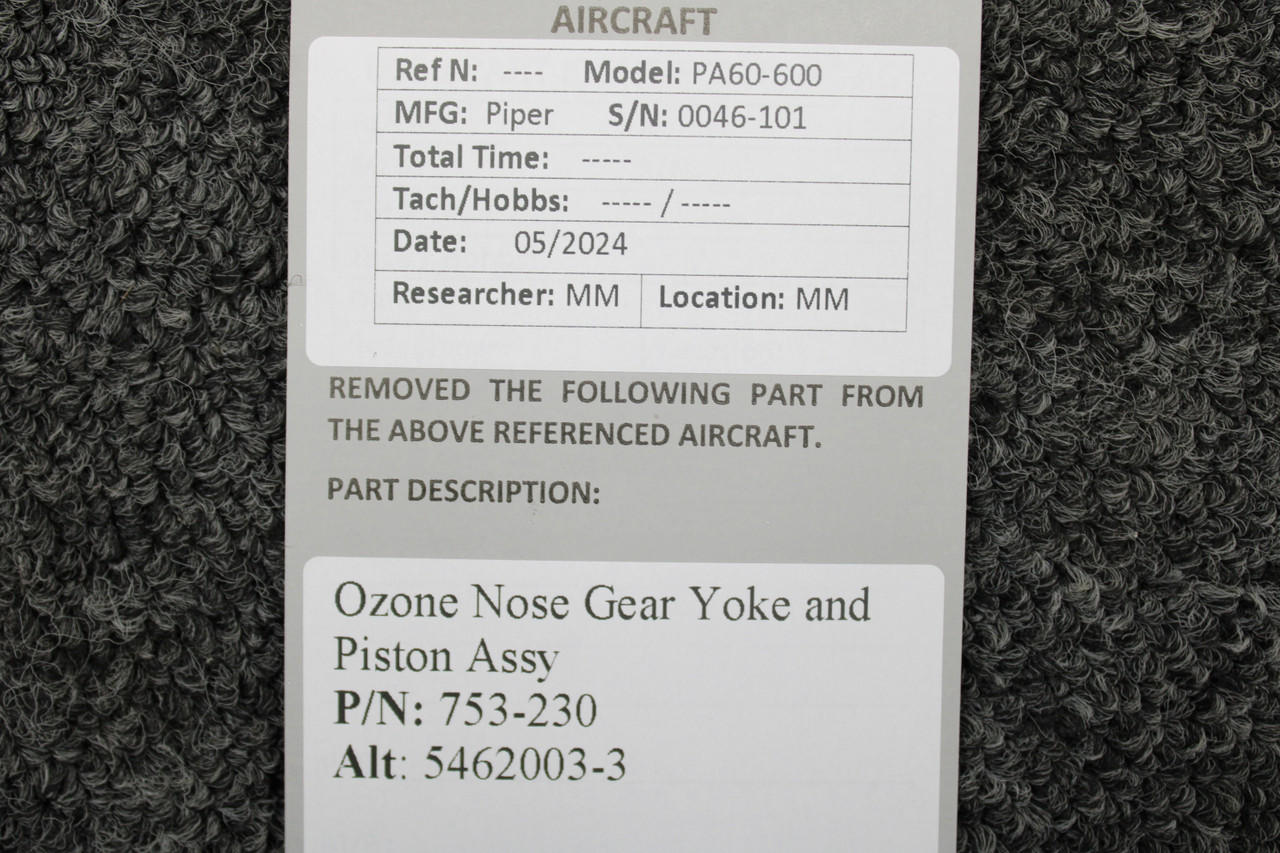 AIRCRAFT
Ref N: ---- Model: PA60-600
MFG: Piper S/N: 0046-101
Total Time: -----
Tach/Hobbs: ----- / -----
Date: 05/2024
Researcher: MM Location: MM
REMOVED THE FOLLOWING PART FROM
THE ABOVE REFERENCED AIRCRAFT.
PART DESCRIPTION:
Ozone Nose Gear Yoke and
Piston Assy
P/N: 753-230
Alt: 5462003-3